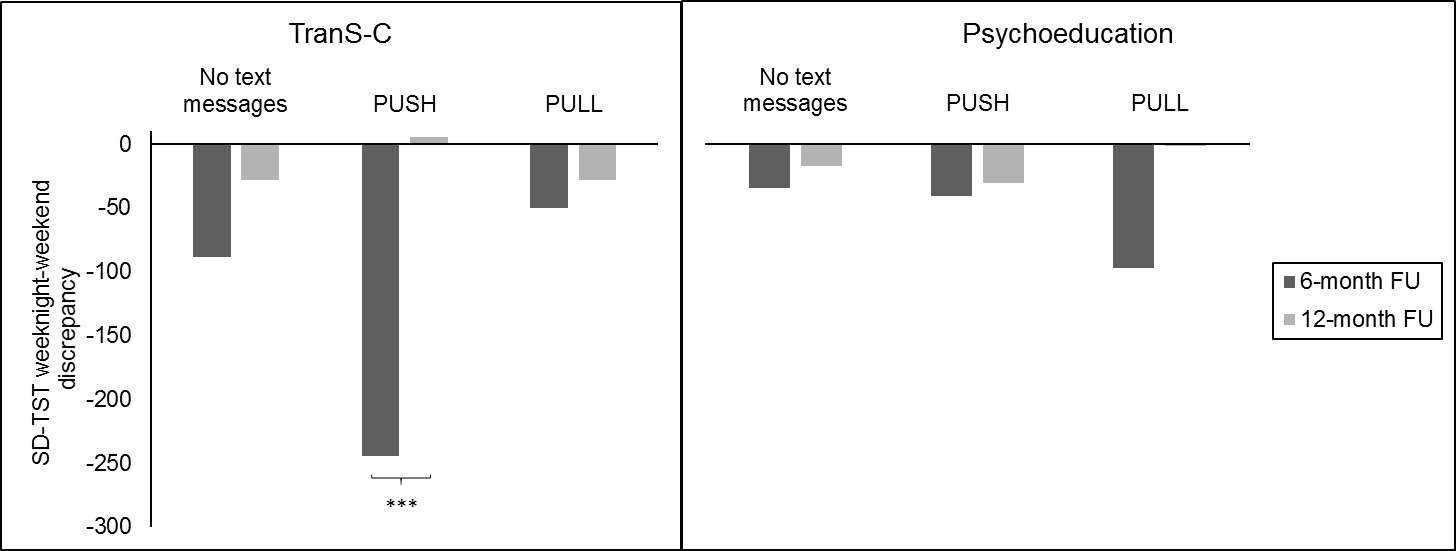 TranS-C
No text
messages
PUSH
PULL
0
-50
-100
-150
-200
-250
-300
SD-TST weeknight-weekend
discrepancy
***
Psychoeducation
No text
messages
PUSH
PULL
6-month FU
12-month FU